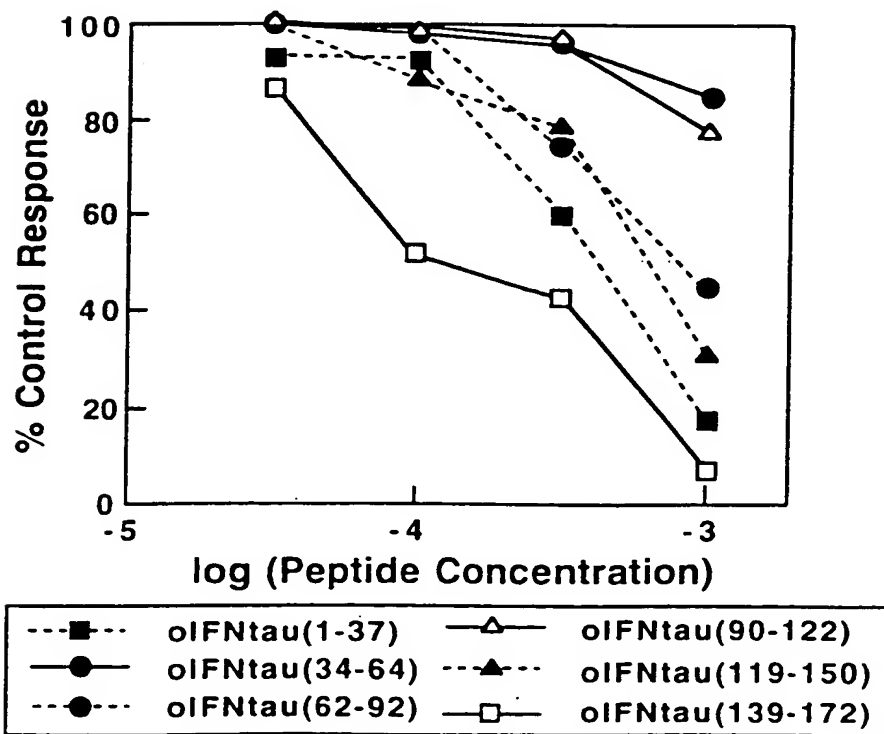 100
80
60
40
20
0
% Control Response
-5
-4
-3
log (Peptide Concentration)
oIFNtau(1-37)
oIFNtau(34-64)
oIFNtau(62-92)
oIFNtau(90-122)
oIFNtau(119-150)
oIFNtau(139-172)